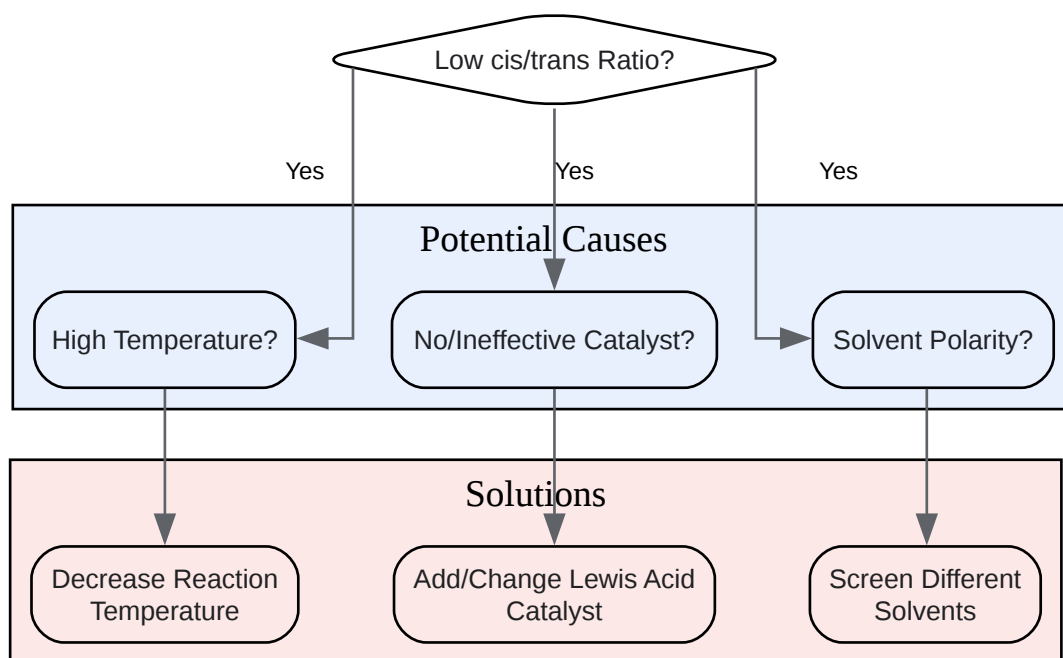 Low cis/trans Ratio?
Yes
Yes
Yes
Potential Causes
High Temperature?
No/Ineffective Catalyst?
Solvent Polarity?
Solutions
Decrease Reaction
Temperature
Add/Change Lewis Acid
Catalyst
Screen Different
Solvents